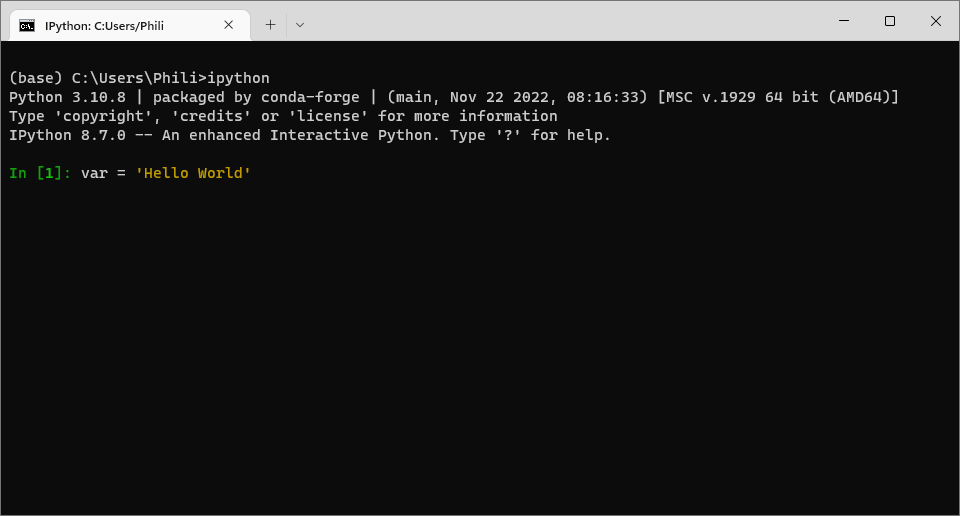 IPython: C:Users/Phili
(base) C:\Users\Phili>ipython
Python 3.10.8 | packaged by conda-forge | (main, Nov 22 2022, 08:16:33) [MSC v.1929 64 bit (AMD64)]
Type 'copyright', 'credits' or 'license' for more information
IPython 8.7.0 -- An enhanced Interactive Python. Type '?' for help.
In [1]: var = 'Hello World'